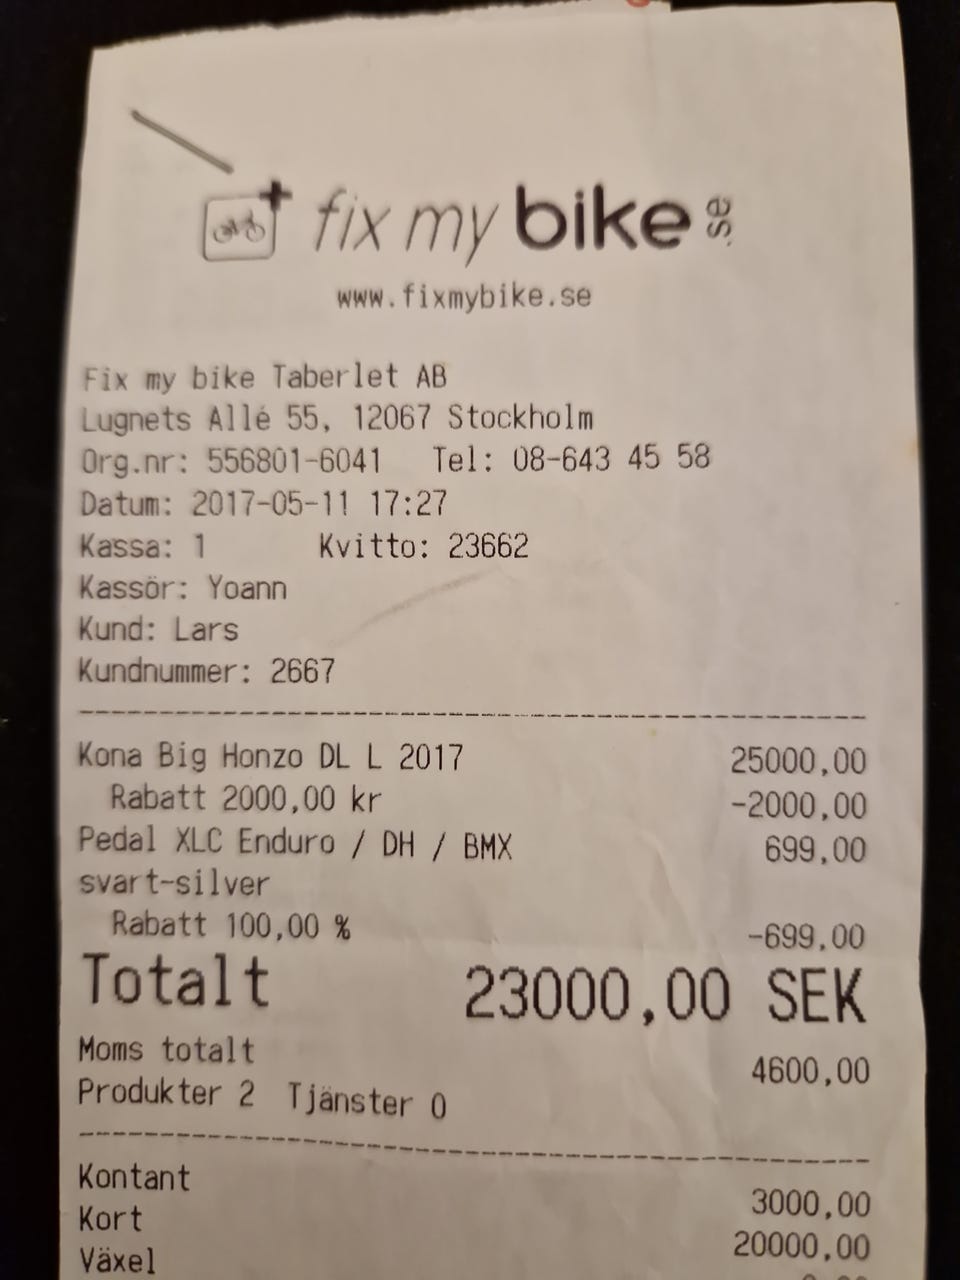 fix my bike.se
www.fixmybike.se
Fix my bike Taberlet AB
Lugnets Allé 55, 12067 Stockholm
Org.nr: 556801-6041 Tel: 08-643 45 58
Datum: 2017-05-11 17:27
Kassa: 1 Kvitto: 23662
Kassör: Yoann
Kund: Lars
Kundnummer: 2667
Kona Big Honzo DL L 2017 25000,00
Rabatt 2000,00 kr -2000,00
Pedal XLC Enduro / DH / BMX 699,00
svart-silver
Rabatt 100,00 % -699,00
Totalt 23000,00 SEK
Moms totalt 4600,00
Produkter 2 Tjänster 0
Kontant 3000,00
Kort 20000,00
Växel